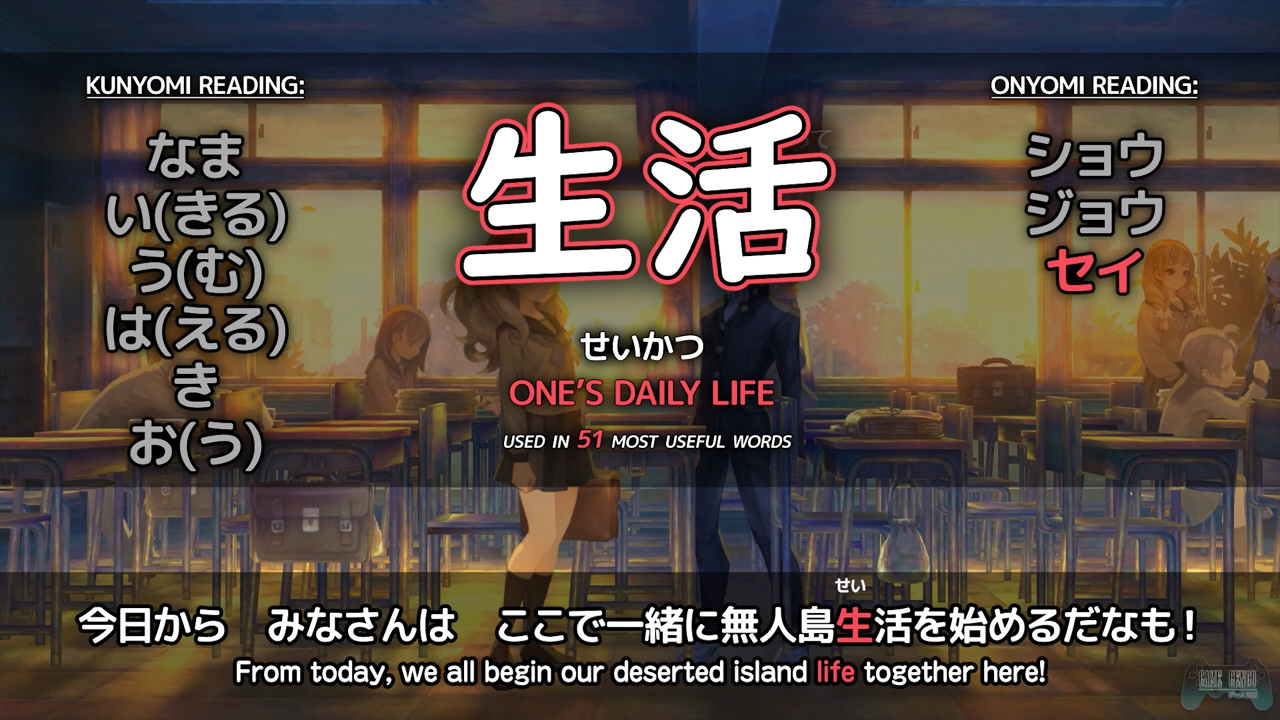 KUNYOMI READING:
なま
い(きる)
う(む)
は(える)
き
お(う)
生活
せいかつ
ONE'S DAILY LIFE
USED IN 51 MOST USEFUL WORDS
ONYOMI READING:
ショウ
ジョウ
セイ
せい
今日から みなさんは ここで一緒に無人島生活を始めるだなも！
From today, we all begin our deserted island life together here!
GAME GENGO